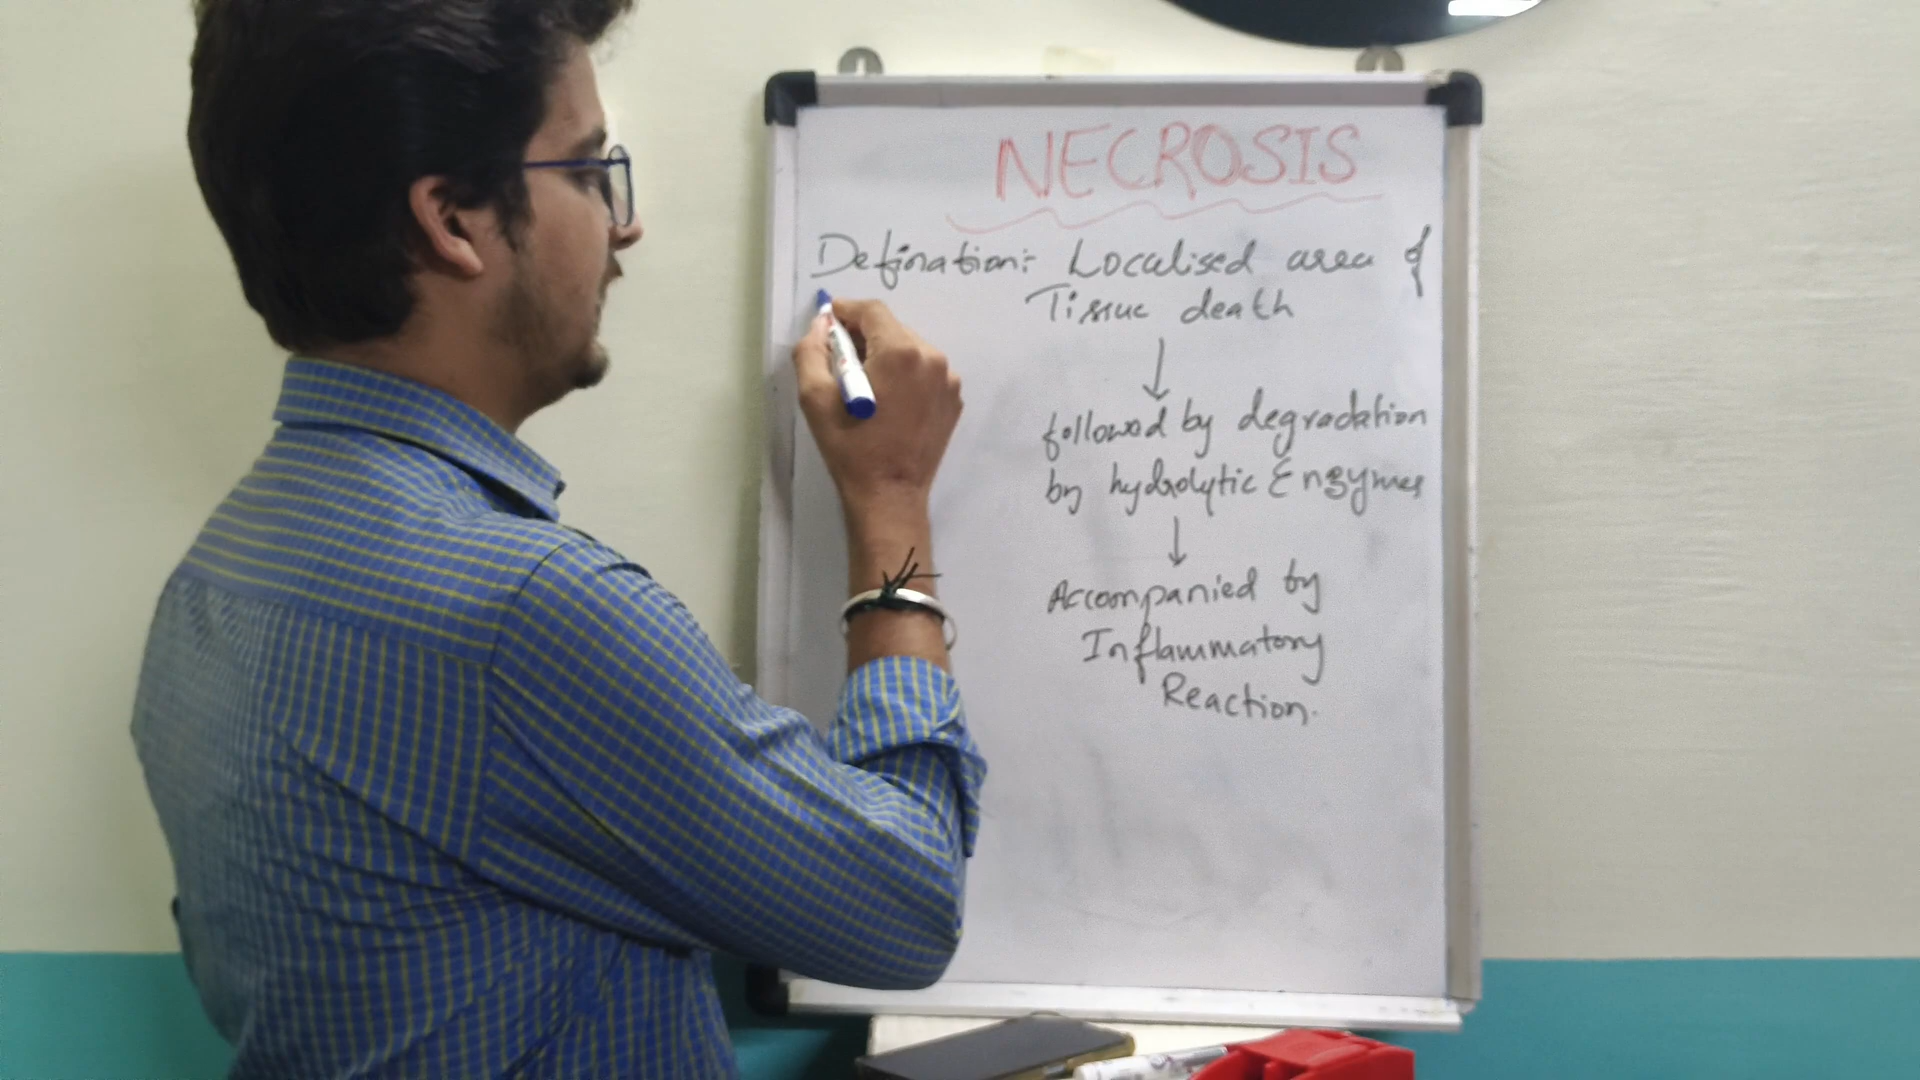 NECROSIS
Defination:- Localised area of
Tissue death
↓
followed by degradation
by hydrolytic Enzymes
↓
Accompanied by
Inflammatory
Reaction.